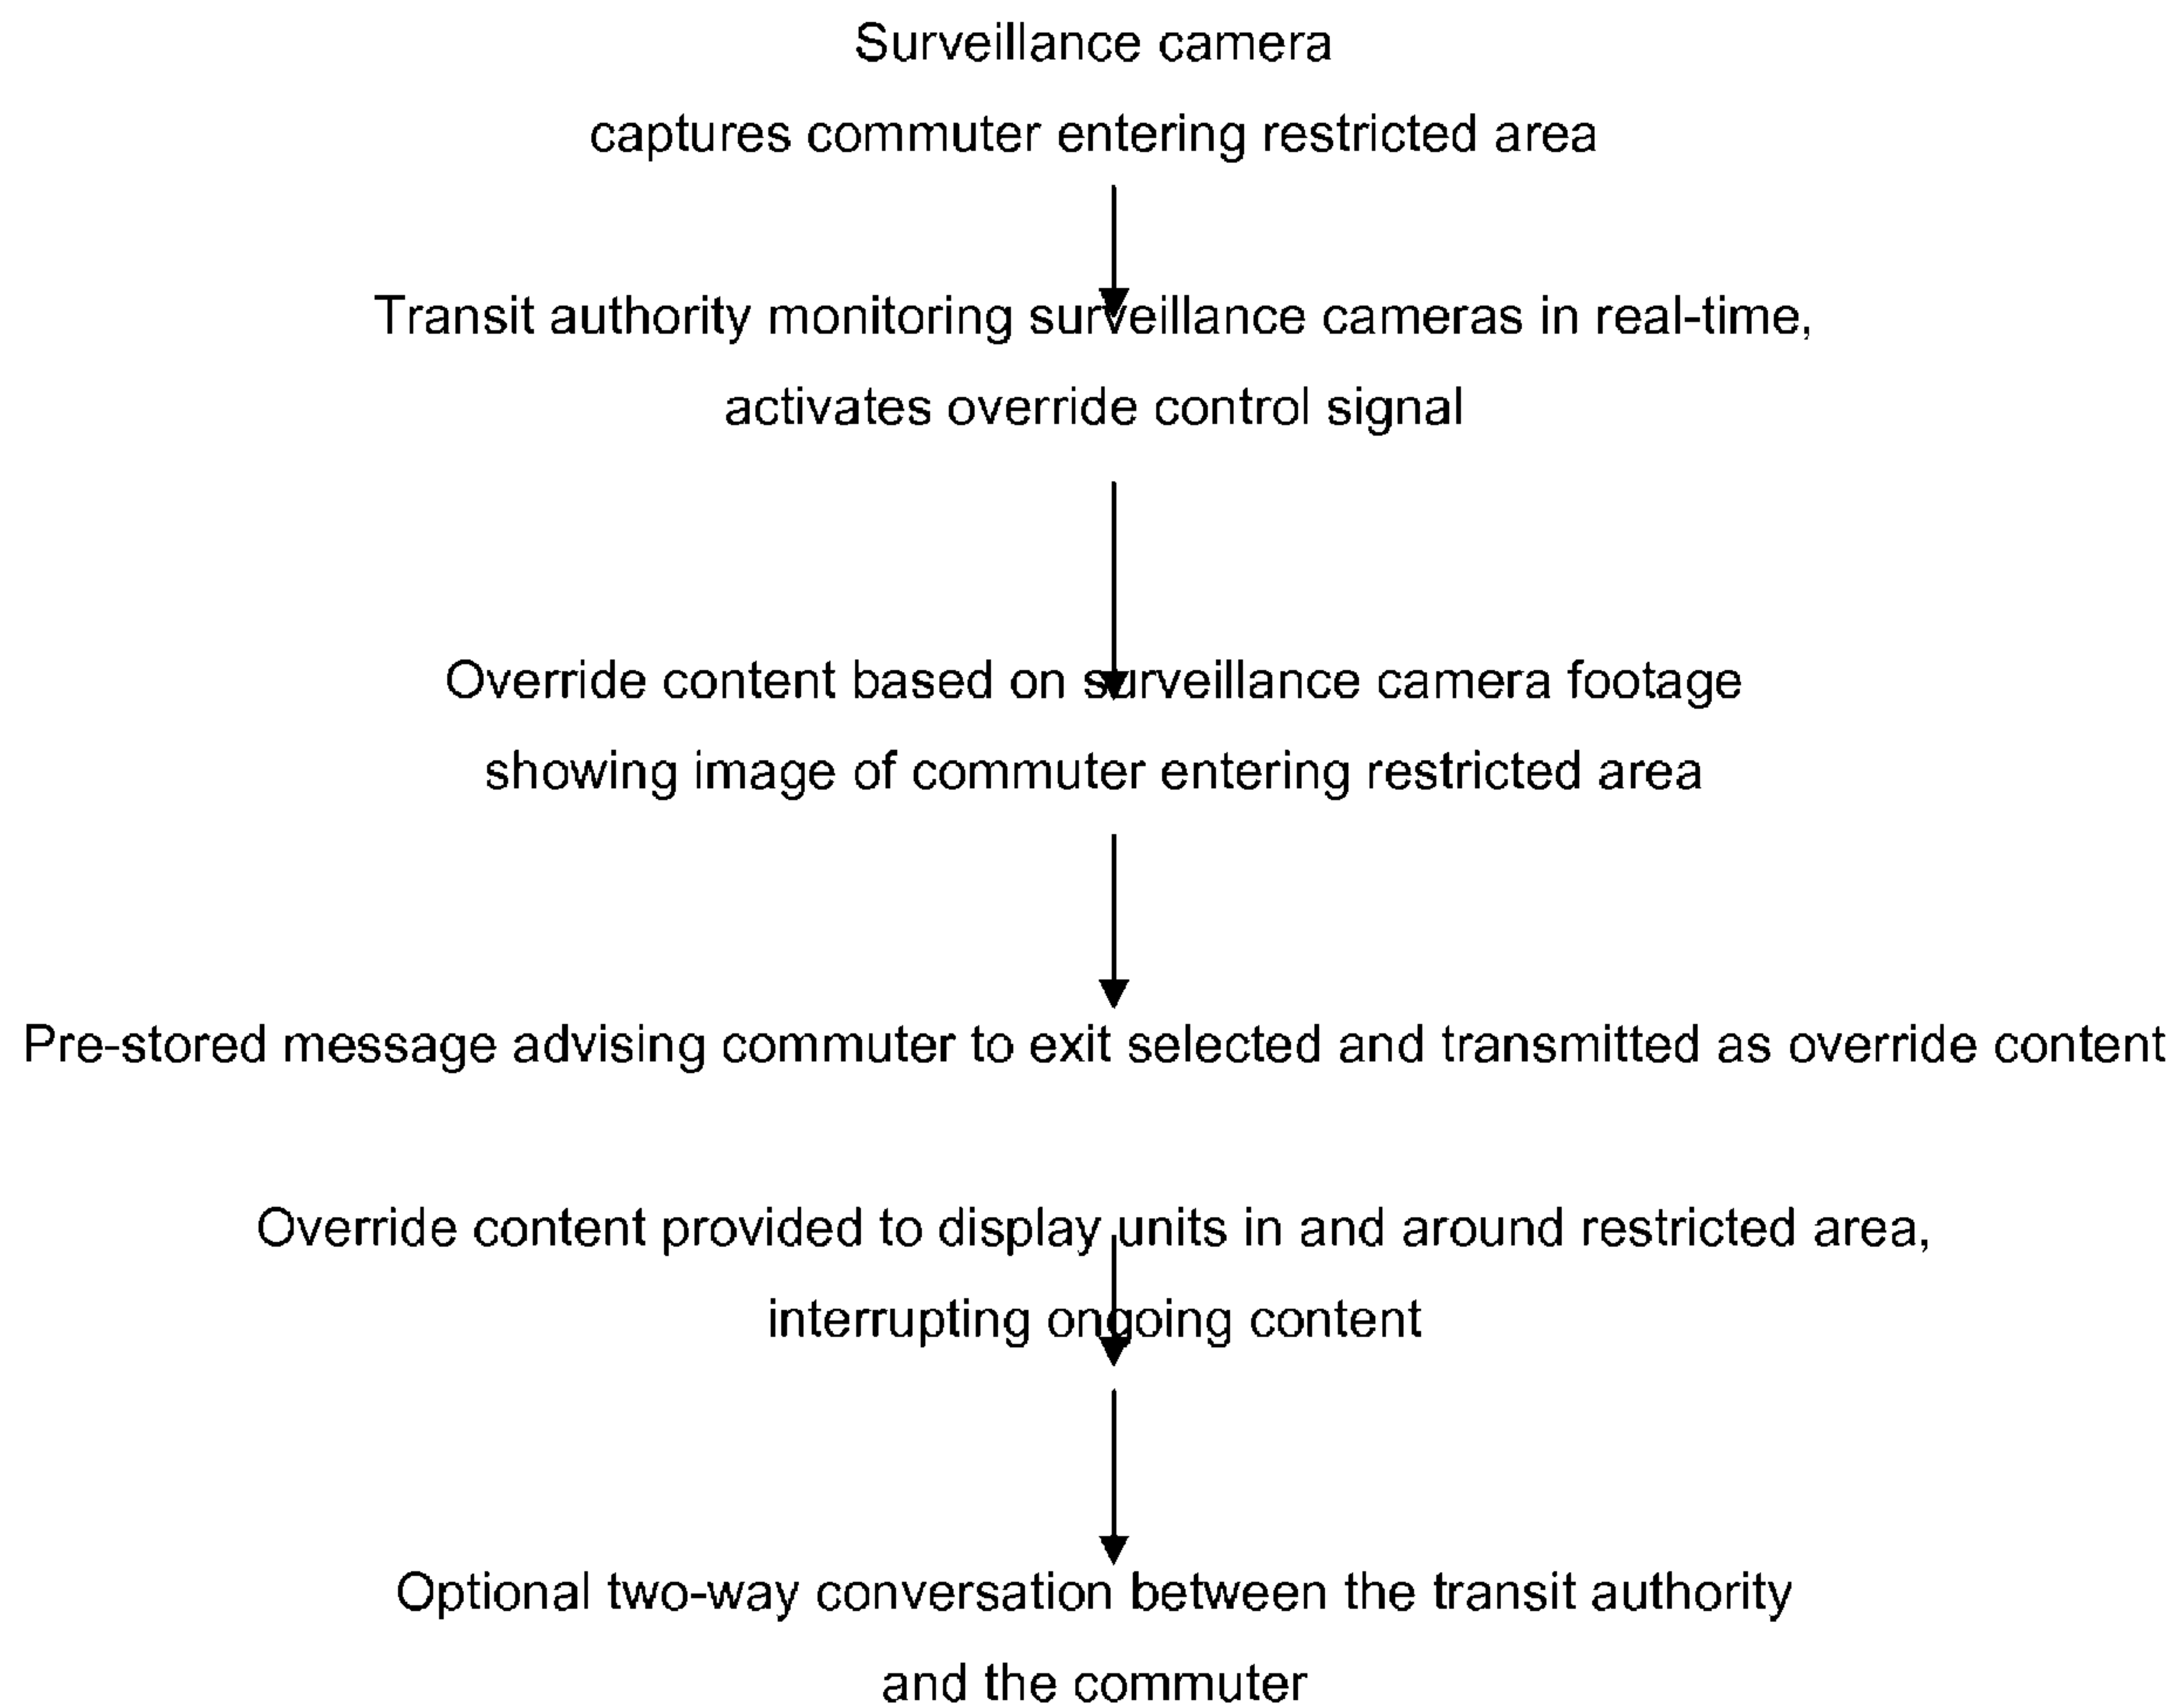 Surveillance camera
captures commuter entering restricted area
Transit authority monitoring surveillance cameras in real-time,
activates override control signal
Override content based on surveillance camera footage
showing image of commuter entering restricted area
Pre-stored message advising commuter to exit selected and transmitted as override content
Override content provided to display units in and around restricted area,
interrupting ongoing content
Optional two-way conversation between the transit authority
and the commuter